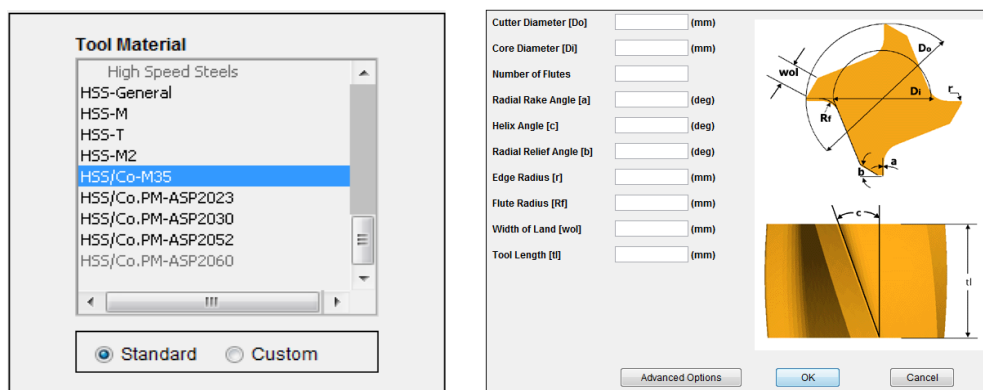 Tool Material
High Speed Steels
HSS-General
HSS-M
HSS-T
HSS-M2
HSS/Co-M35
HSS/Co.PM-ASP2023
HSS/Co.PM-ASP2030
HSS/Co.PM-ASP2052
HSS/Co.PM-ASP2060
Standard Custom
Cutter Diameter [Do] (mm)
Core Diameter [Di] (mm)
Number of Flutes
Radial Rake Angle [a] (deg)
Helix Angle [c] (deg)
Radial Relief Angle [b] (deg)
Edge Radius [r] (mm)
Flute Radius [Rf] (mm)
Width of Land [wol] (mm)
Tool Length [tl] (mm)
Do
wol
Di
r
Rf
a
b
c
tl
Advanced Options OK Cancel